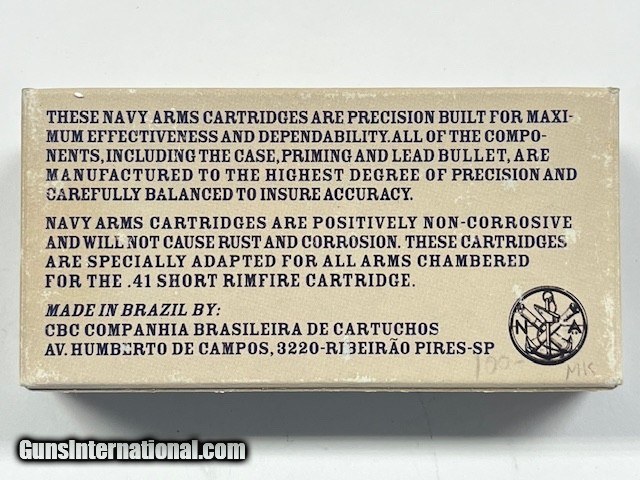 THESE NAVY ARMS CARTRIDGES ARE PRECISION BUILT FOR MAXI-
MUM EFFECTIVENESS AND DEPENDABILITY. ALL OF THE COMPO-
NENTS, INCLUDING THE CASE, PRIMING AND LEAD BULLET, ARE
MANUFACTURED TO THE HIGHEST DEGREE OF PRECISION AND
CAREFULLY BALANCED TO INSURE ACCURACY.
NAVY ARMS CARTRIDGES ARE POSITIVELY NON-CORROSIVE
AND WILL NOT CAUSE RUST AND CORROSION. THESE CARTRIDGES
ARE SPECIALLY ADAPTED FOR ALL ARMS CHAMBERED
FOR THE .41 SHORT RIMFIRE CARTRIDGE.
MADE IN BRAZIL BY:
CBC COMPANHIA BRASILEIRA DE CARTUCHOS
AV. HUMBERTO DE CAMPOS, 3220-RIBEIRÃO PIRES-SP
N A
100-
GunsInternational.com